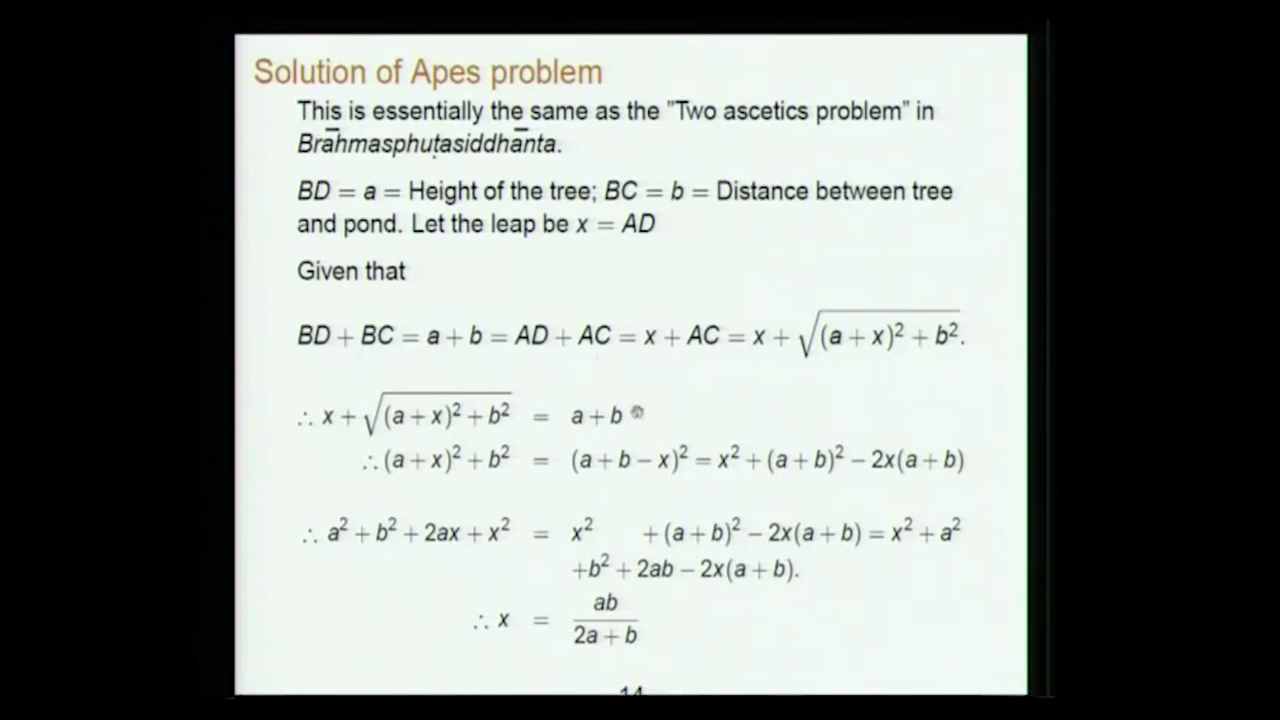 Solution of Apes problem
This is essentially the same as the "Two ascetics problem" in
Brāhmasphuṭasiddhānta.
BD = a = Height of the tree; BC = b = Distance between tree
and pond. Let the leap be x = AD
Given that
BD + BC = a + b = AD + AC = x + AC = x + √((a + x)² + b²).
∴ x + √((a + x)² + b²) = a + b
∴ (a + x)² + b² = (a + b − x)² = x² + (a + b)² − 2x(a + b)
∴ a² + b² + 2ax + x² = x² + (a + b)² − 2x(a + b) = x² + a²
+b² + 2ab − 2x(a + b).
∴ x = ab / (2a + b)
14